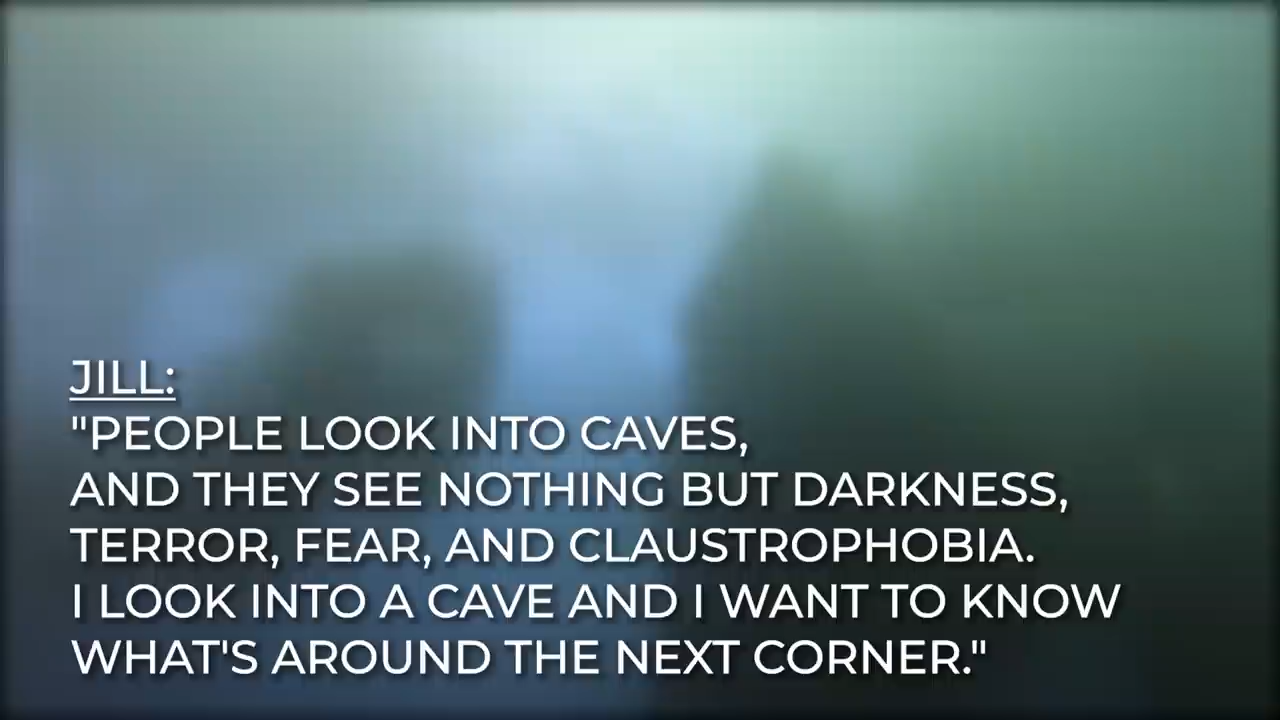 JILL:
"PEOPLE LOOK INTO CAVES,
AND THEY SEE NOTHING BUT DARKNESS,
TERROR, FEAR, AND CLAUSTROPHOBIA.
I LOOK INTO A CAVE AND I WANT TO KNOW
WHAT'S AROUND THE NEXT CORNER."